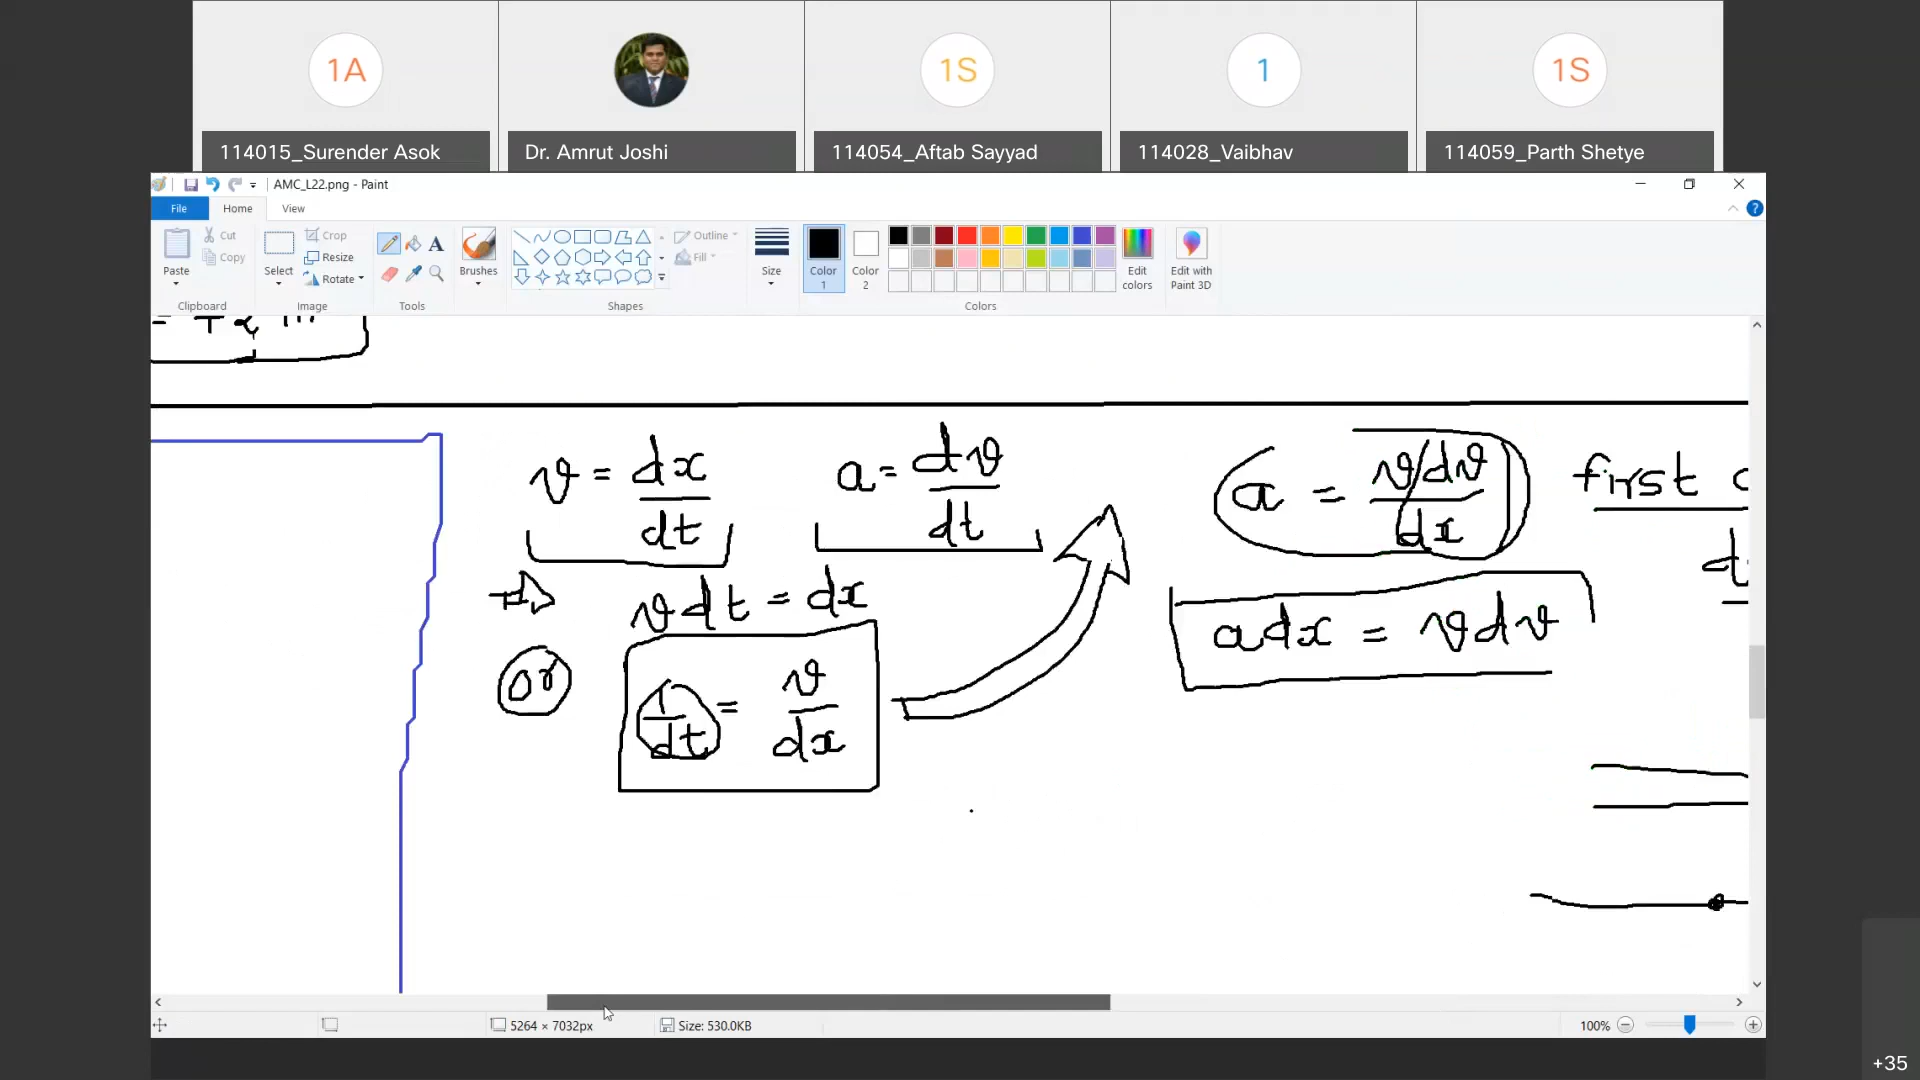 1A
1S
1
1S
114015_Surender Asok
Dr. Amrut Joshi
114054_Aftab Sayyad
114028_Vaibhav
114059_Parth Shetye
AMC_L22.png - Paint
File Home View
Cut
Copy
Paste
Clipboard
Crop
Resize
Rotate
Select
Image
A
Tools
Brushes
Outline
Fill
Shapes
Size
Color 1
Color 2
Edit colors
Edit with Paint 3D
Colors
v = dx/dt
a = dv/dt
a = vdv/dx
first
v dt = dx
or
1/dt = v/dx
adx = vdv
5264 × 7032px
Size: 530.0KB
100%
+35